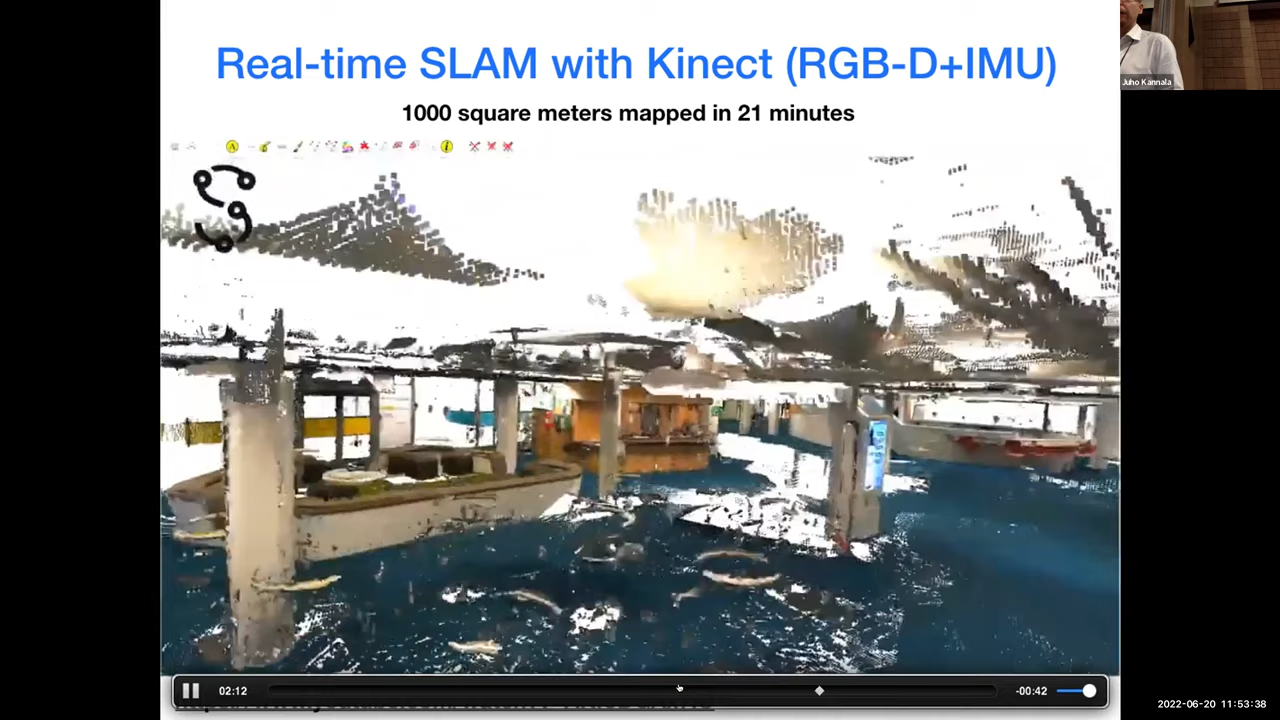 Real-time SLAM with Kinect (RGB-D+IMU)
1000 square meters mapped in 21 minutes
A
i
Juho Kannala
02:12
-00:42
2022-06-20 11:53:38